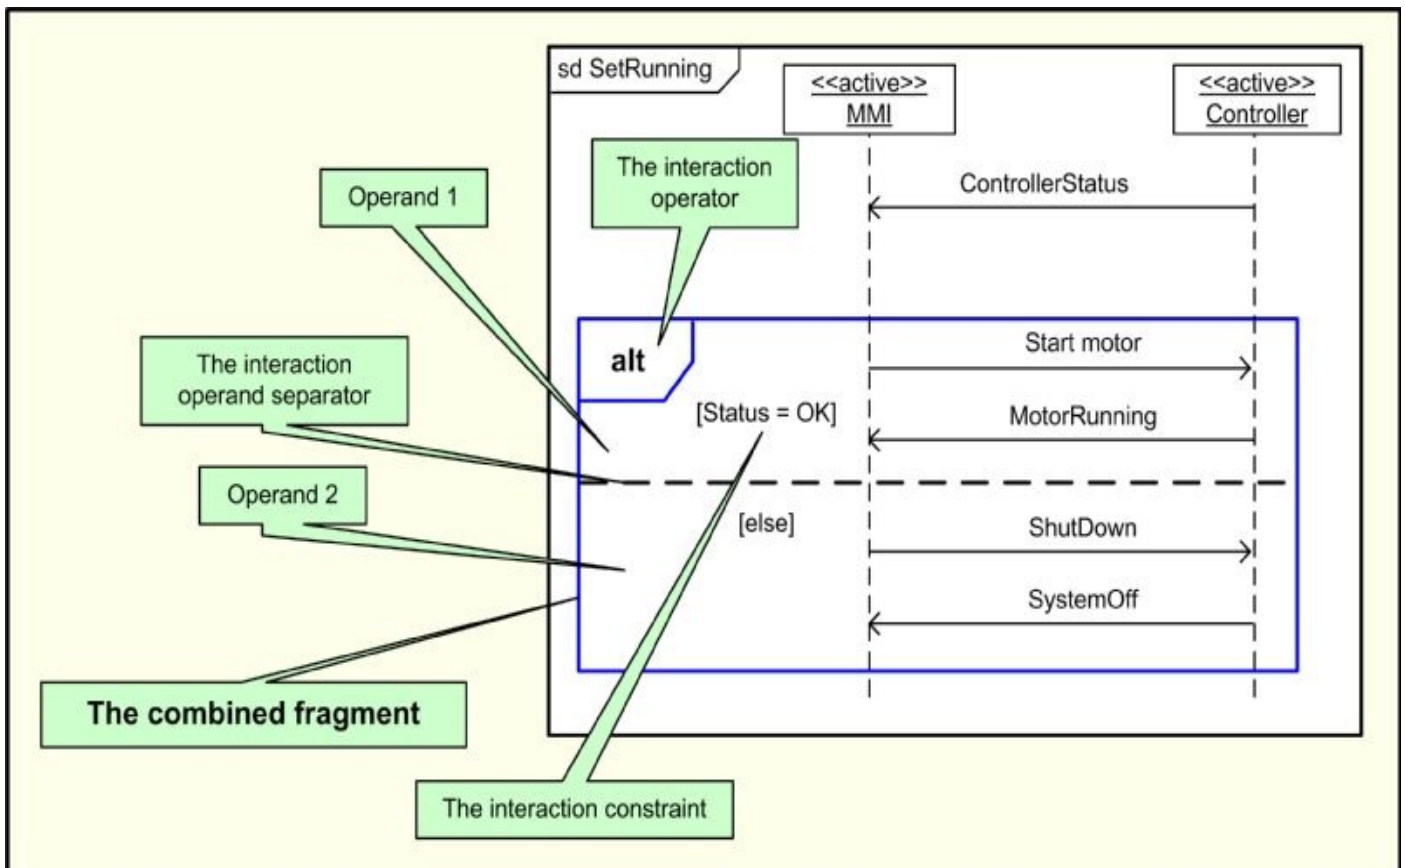 sd SetRunning
<<active>>
MMI
<<active>>
Controller
The interaction
operator
Operand 1
ControllerStatus
The interaction
operand separator
alt
Start motor
[Status = OK]
MotorRunning
Operand 2
[else]
ShutDown
SystemOff
The combined fragment
The interaction constraint